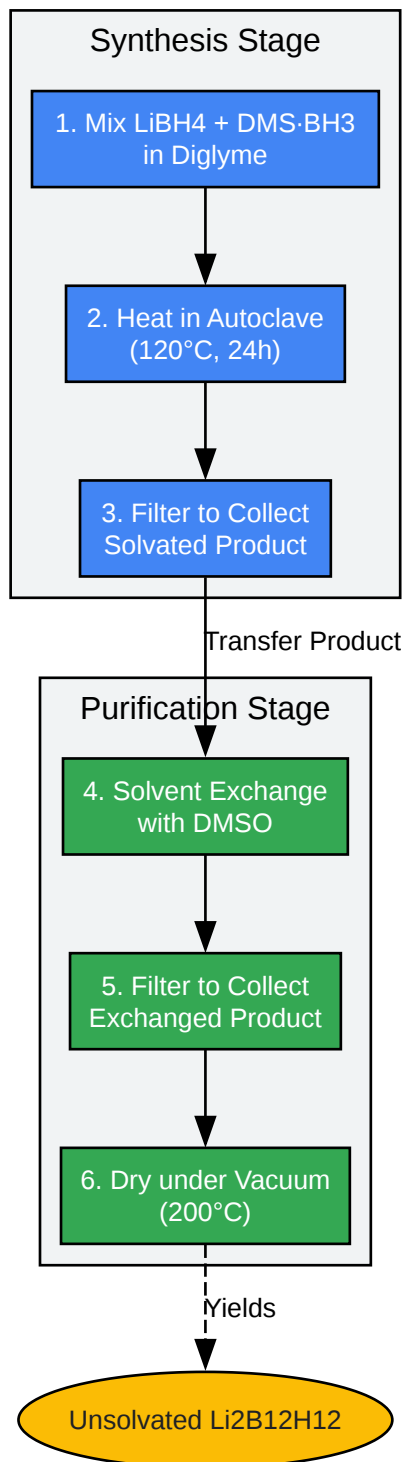 Synthesis Stage
1. Mix LiBH4 + DMS·BH3
in Diglyme
2. Heat in Autoclave
(120°C, 24h)
3. Filter to Collect
Solvated Product
Transfer Product
Purification Stage
4. Solvent Exchange
with DMSO
5. Filter to Collect
Exchanged Product
6. Dry under Vacuum
(200°C)
Yields
Unsolvated Li2B12H12